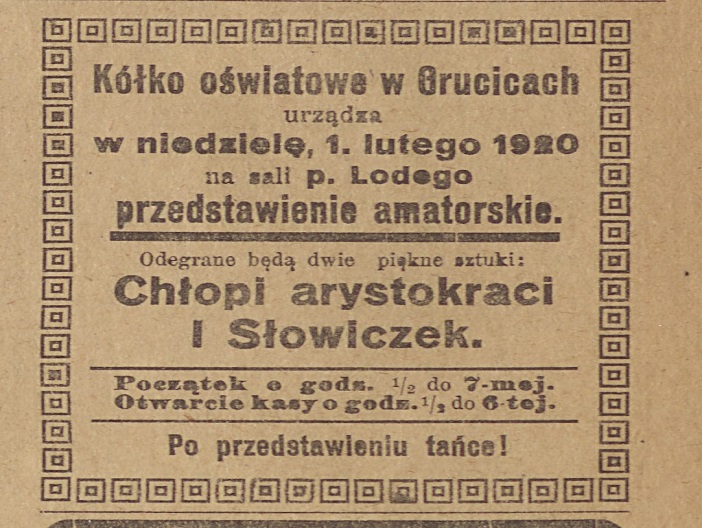 Kółko oświatowe w Grucicach
urządza
w niedzielę, 1. lutego 1920
na sali p. Lodego
przedstawienie amatorskie.
Odegrane będą dwie piękne sztuki:
Chłopi arystokraci
I Słowiczek.
Początek o godz. 1/2 do 7-mej.
Otwarcie kasy o godz. 1/2 do 6-tej.
Po przedstawieniu tańce!